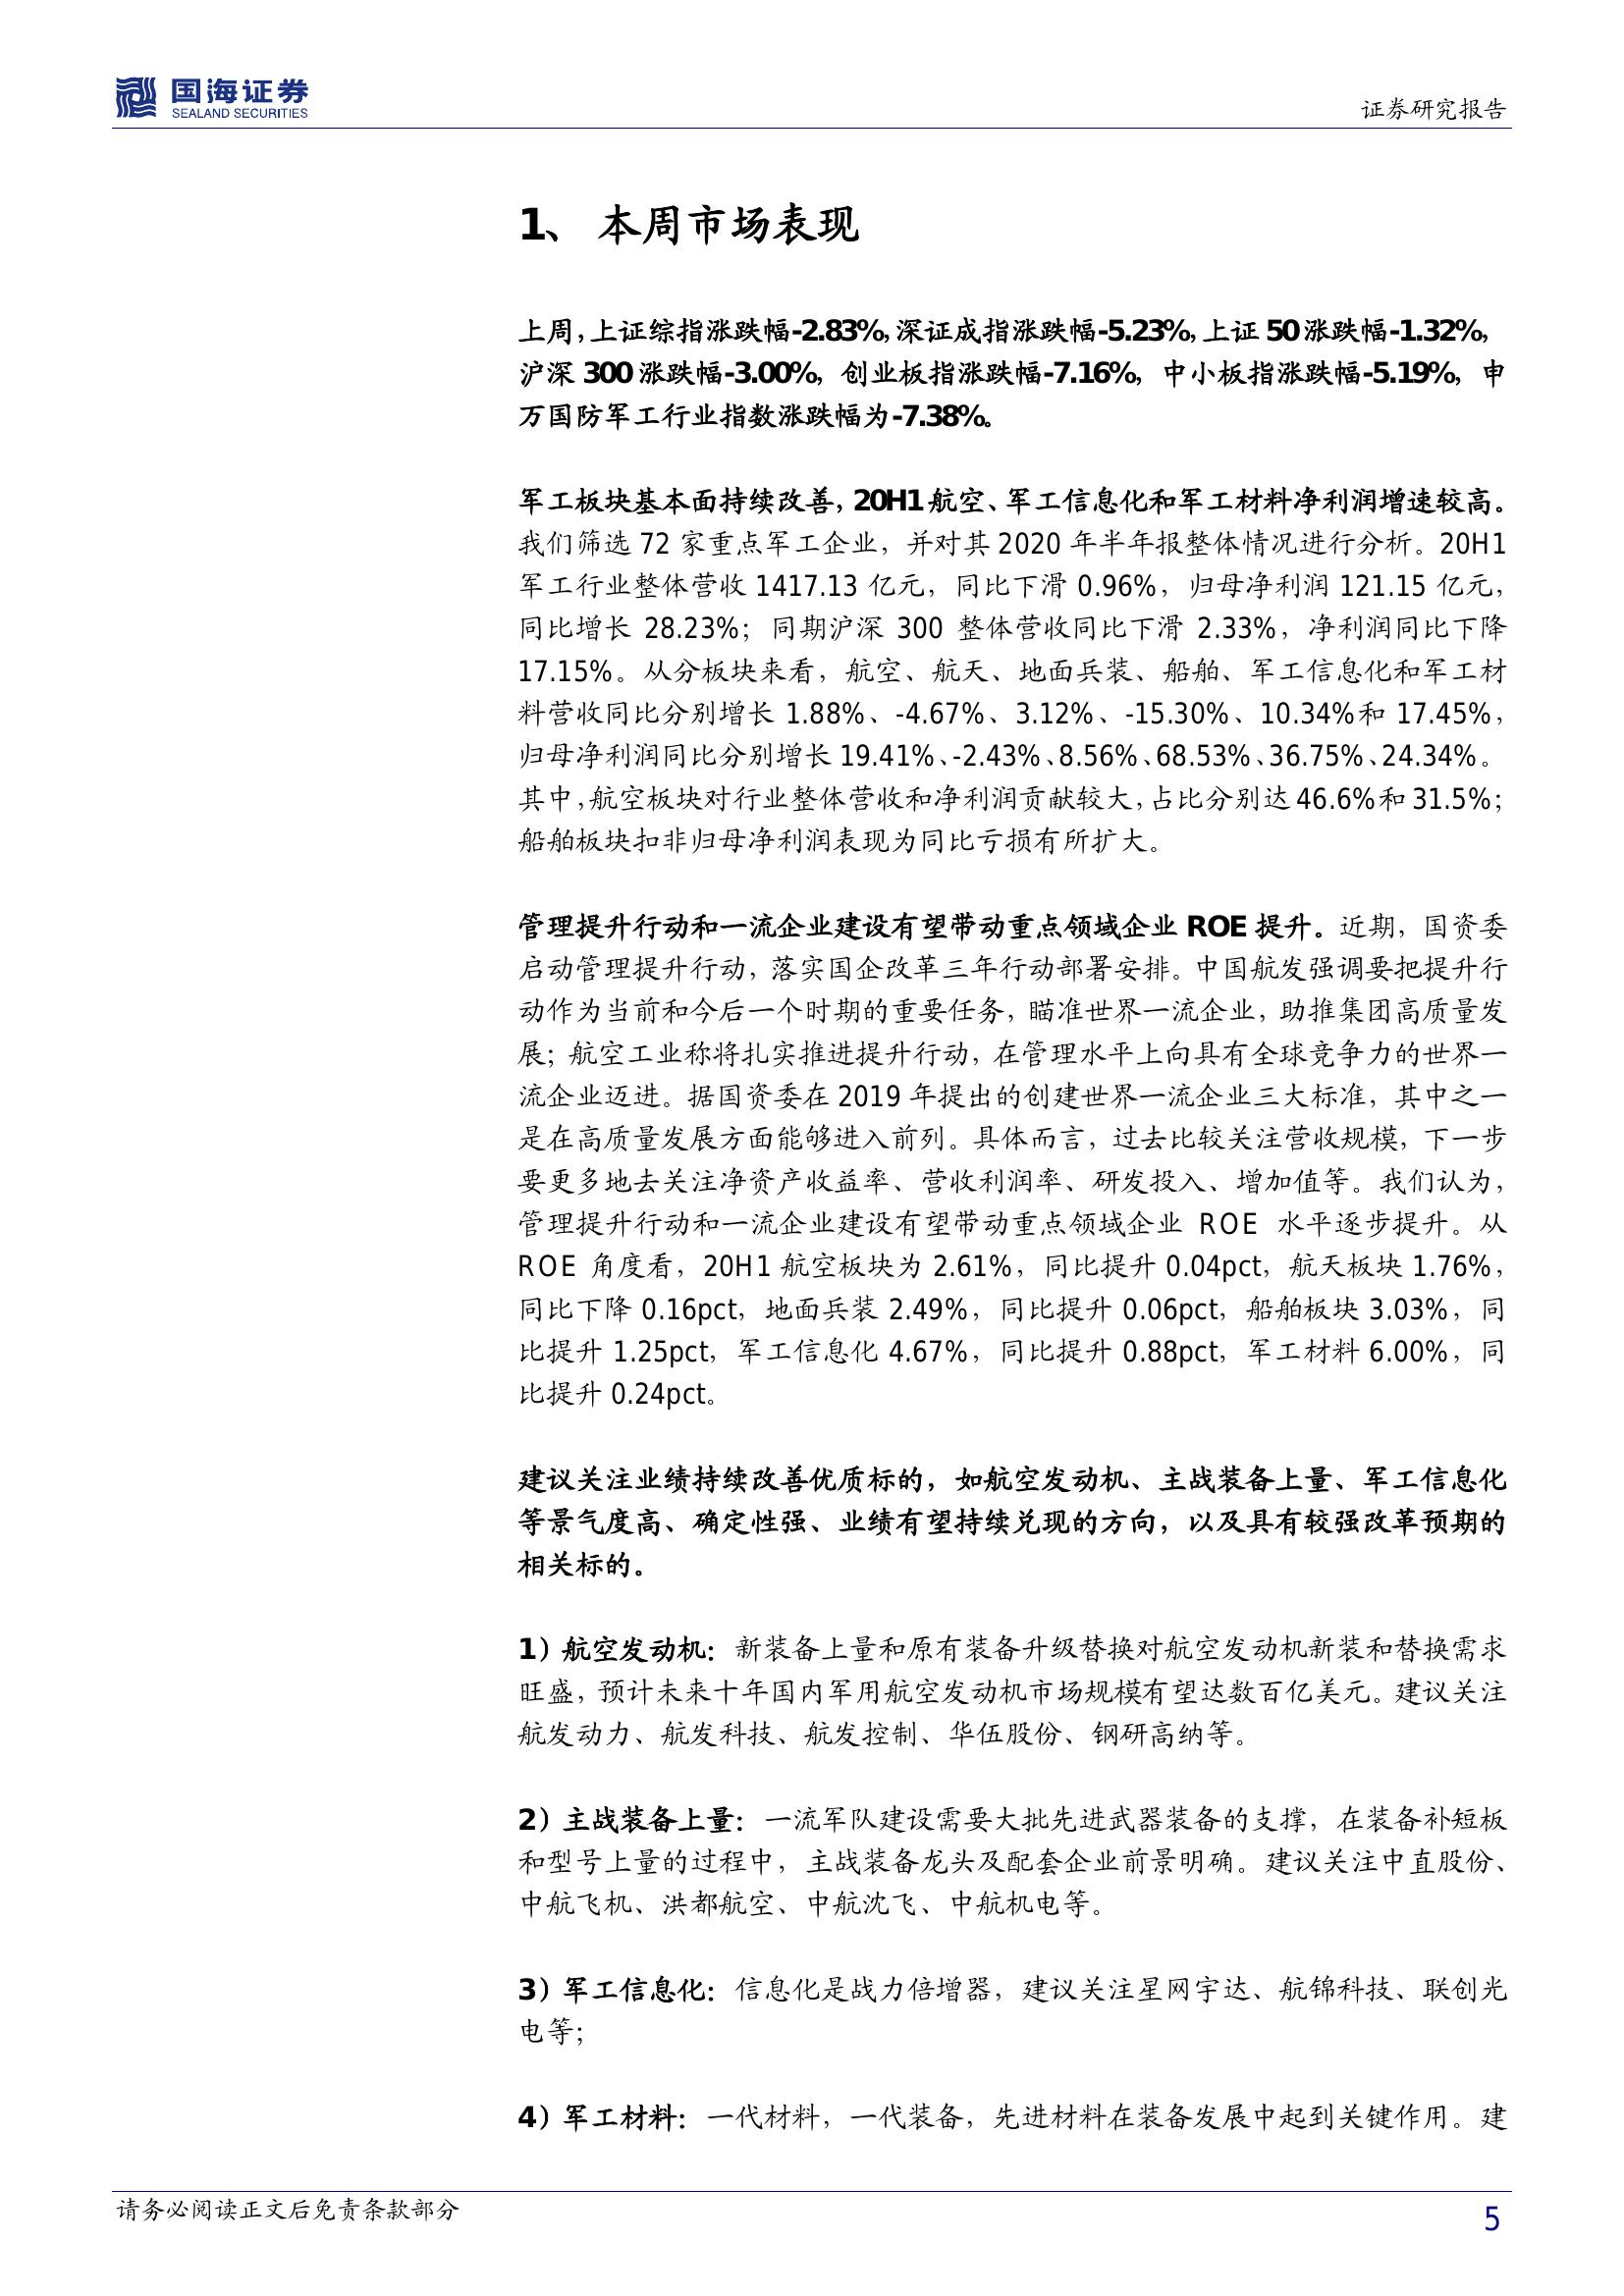 国海证券
SEALAND SECURITIES
证券研究报告
1、 本周市场表现
上周，上证综指涨跌幅-2.83%，深证成指涨跌幅-5.23%，上证 50 涨跌幅-1.32%，
沪深 300 涨跌幅-3.00%，创业板指涨跌幅-7.16%，中小板指涨跌幅-5.19%，申
万国防军工行业指数涨跌幅为-7.38%。
军工板块基本面持续改善，20H1 航空、军工信息化和军工材料净利润增速较高。
我们筛选 72 家重点军工企业，并对其 2020 年半年报整体情况进行分析。20H1
军工行业整体营收 1417.13 亿元，同比下滑 0.96%，归母净利润 121.15 亿元，
同比增长 28.23%；同期沪深 300 整体营收同比下滑 2.33%，净利润同比下降
17.15%。从分板块来看，航空、航天、地面兵装、船舶、军工信息化和军工材
料营收同比分别增长 1.88%、-4.67%、3.12%、-15.30%、10.34%和 17.45%，
归母净利润同比分别增长 19.41%、-2.43%、8.56%、68.53%、36.75%、24.34%。
其中，航空板块对行业整体营收和净利润贡献较大，占比分别达 46.6%和 31.5%；
船舶板块扣非归母净利润表现为同比亏损有所扩大。
管理提升行动和一流企业建设有望带动重点领域企业 ROE 提升。近期，国资委
启动管理提升行动，落实国企改革三年行动部署安排。中国航发强调要把提升行
动作为当前和今后一个时期的重要任务，瞄准世界一流企业，助推集团高质量发
展；航空工业称将扎实推进提升行动，在管理水平上向具有全球竞争力的世界一
流企业迈进。据国资委在 2019 年提出的创建世界一流企业三大标准，其中之一
是在高质量发展方面能够进入前列。具体而言，过去比较关注营收规模，下一步
要更多地去关注净资产收益率、营收利润率、研发投入、增加值等。我们认为，
管理提升行动和一流企业建设有望带动重点领域企业 ROE 水平逐步提升。从
ROE 角度看，20H1 航空板块为 2.61%，同比提升 0.04pct，航天板块 1.76%，
同比下降 0.16pct，地面兵装 2.49%，同比提升 0.06pct，船舶板块 3.03%，同
比提升 1.25pct，军工信息化 4.67%，同比提升 0.88pct，军工材料 6.00%，同
比提升 0.24pct。
建议关注业绩持续改善优质标的，如航空发动机、主战装备上量、军工信息化
等景气度高、确定性强、业绩有望持续兑现的方向，以及具有较强改革预期的
相关标的。
1）航空发动机：新装备上量和原有装备升级替换对航空发动机新装和替换需求
旺盛，预计未来十年国内军用航空发动机市场规模有望达数百亿美元。建议关注
航发动力、航发科技、航发控制、华伍股份、钢研高纳等。
2）主战装备上量：一流军队建设需要大批先进武器装备的支撑，在装备补短板
和型号上量的过程中，主战装备龙头及配套企业前景明确。建议关注中直股份、
中航飞机、洪都航空、中航沈飞、中航机电等。
3）军工信息化：信息化是战力倍增器，建议关注星网宇达、航锦科技、联创光
电等；
4）军工材料：一代材料，一代装备，先进材料在装备发展中起到关键作用。建
请务必阅读正文后免责条款部分
5